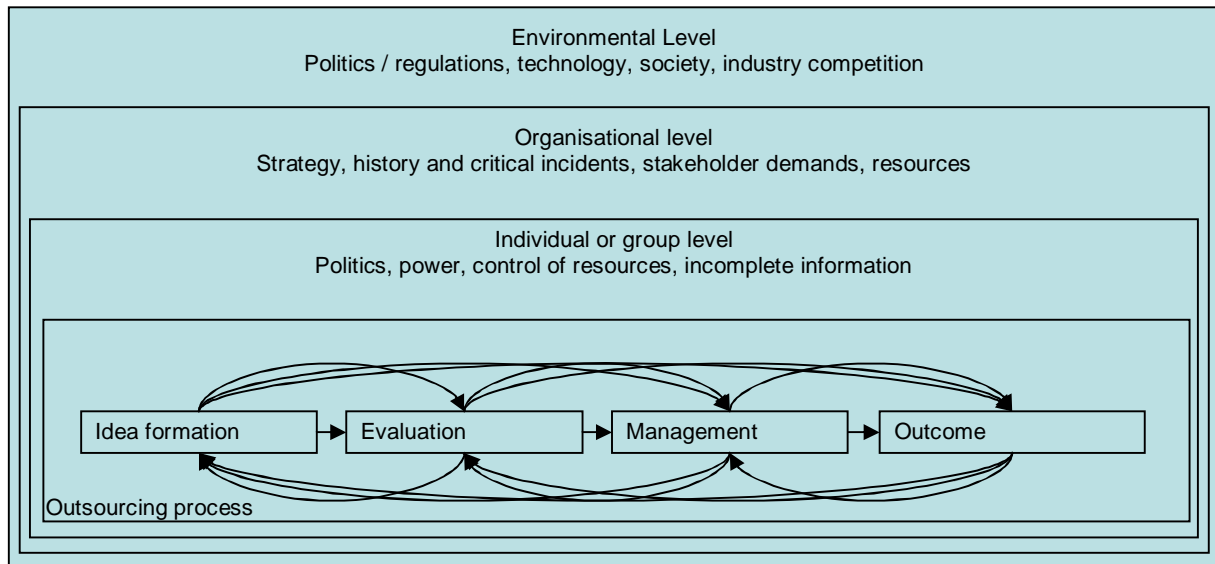 Environmental Level
Politics / regulations, technology, society, industry competition
Organisational level
Strategy, history and critical incidents, stakeholder demands, resources
Individual or group level
Politics, power, control of resources, incomplete information
Idea formation
Evaluation
Management
Outcome
Outsourcing process